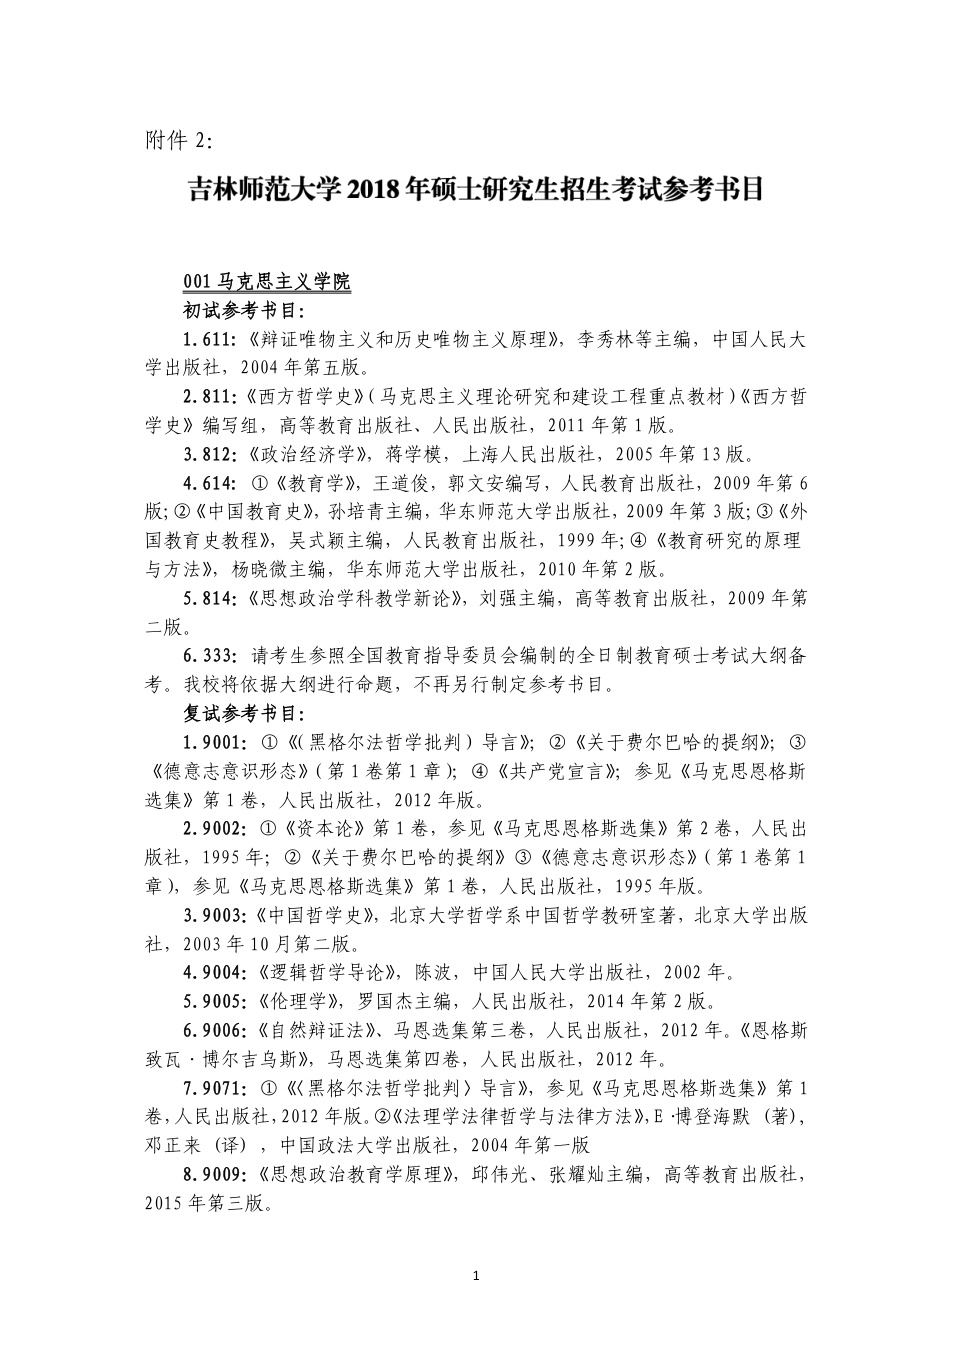 附件 2：
吉林师范大学 2018 年硕士研究生招生考试参考书目
001 马克思主义学院
初试参考书目：
1.611：《辩证唯物主义和历史唯物主义原理》，李秀林等主编，中国人民大
学出版社，2004 年第五版。
2.811：《西方哲学史》（马克思主义理论研究和建设工程重点教材）《西方哲
学史》编写组，高等教育出版社、人民出版社，2011 年第 1 版。
3.812：《政治经济学》，蒋学模，上海人民出版社，2005 年第 13 版。
4.614： ①《教育学》，王道俊，郭文安编写，人民教育出版社，2009 年第 6
版；②《中国教育史》，孙培青主编，华东师范大学出版社，2009 年第 3 版；③《外
国教育史教程》，吴式颖主编，人民教育出版社，1999 年；④《教育研究的原理
与方法》，杨晓微主编，华东师范大学出版社，2010 年第 2 版。
5.814：《思想政治学科教学新论》，刘强主编，高等教育出版社，2009 年第
二版。
6.333：请考生参照全国教育指导委员会编制的全日制教育硕士考试大纲备
考。我校将依据大纲进行命题，不再另行制定参考书目。
复试参考书目：
1.9001：①《（黑格尔法哲学批判）导言》；②《关于费尔巴哈的提纲》；③
《德意志意识形态》（第 1 卷第 1 章）；④《共产党宣言》；参见《马克思恩格斯
选集》第 1 卷，人民出版社，2012 年版。
2.9002：①《资本论》第 1 卷，参见《马克思恩格斯选集》第 2 卷，人民出
版社，1995 年；②《关于费尔巴哈的提纲》③《德意志意识形态》（第 1 卷第 1
章），参见《马克思恩格斯选集》第 1 卷，人民出版社，1995 年版。
3.9003：《中国哲学史》，北京大学哲学系中国哲学教研室著，北京大学出版
社，2003 年 10 月第二版。
4.9004：《逻辑哲学导论》，陈波，中国人民大学出版社，2002 年。
5.9005：《伦理学》，罗国杰主编，人民出版社，2014 年第 2 版。
6.9006：《自然辩证法》、马恩选集第三卷，人民出版社，2012 年。《恩格斯
致瓦·博尔吉乌斯》，马恩选集第四卷，人民出版社，2012 年。
7.9071：①《〈黑格尔法哲学批判〉导言》，参见《马克思恩格斯选集》第 1
卷，人民出版社，2012 年版。②《法理学法律哲学与法律方法》，E·博登海默（著），
邓正来（译），中国政法大学出版社，2004 年第一版
8.9009：《思想政治教育学原理》，邱伟光、张耀灿主编，高等教育出版社，
2015 年第三版。
1